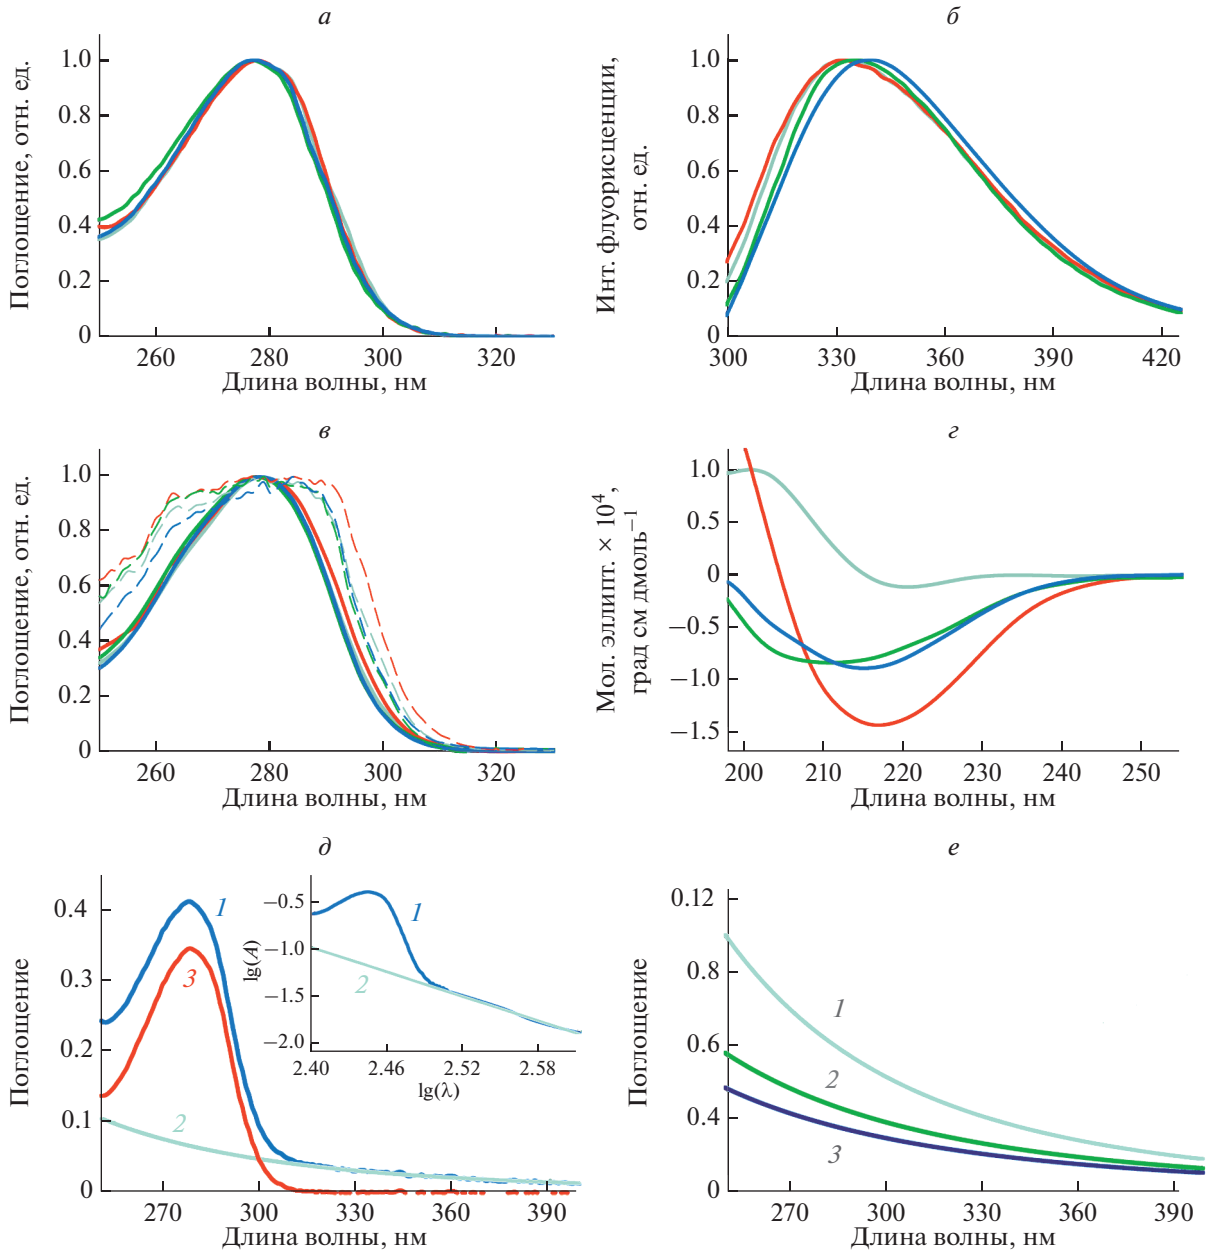 а
Поглощение, отн. ед.
1.0
0.8
0.6
0.4
0.2
0
260 280 300 320
Длина волны, нм
б
Инт. флуорисценции,
отн. ед.
1.0
0.8
0.6
0.4
0.2
0
300 330 360 390 420
Длина волны, нм
в
Поглощение, отн. ед.
1.0
0.8
0.6
0.4
0.2
0
260 280 300 320
Длина волны, нм
г
Мол. эллипт. × 10⁴,
град см дмоль⁻¹
1.0
0.5
0
−0.5
−1.0
−1.5
200 210 220 230 240 250
Длина волны, нм
д
Поглощение
0.4
0.3
0.2
0.1
0
1
3
2
270 300 330 360 390
Длина волны, нм
lg(A)
−0.5
−1.0
−1.5
−2.0
1
2
2.40 2.46 2.52 2.58
lg(λ)
е
Поглощение
0.12
0.8
0.6
0.4
0
1
2
3
270 300 330 360 390
Длина волны, нм